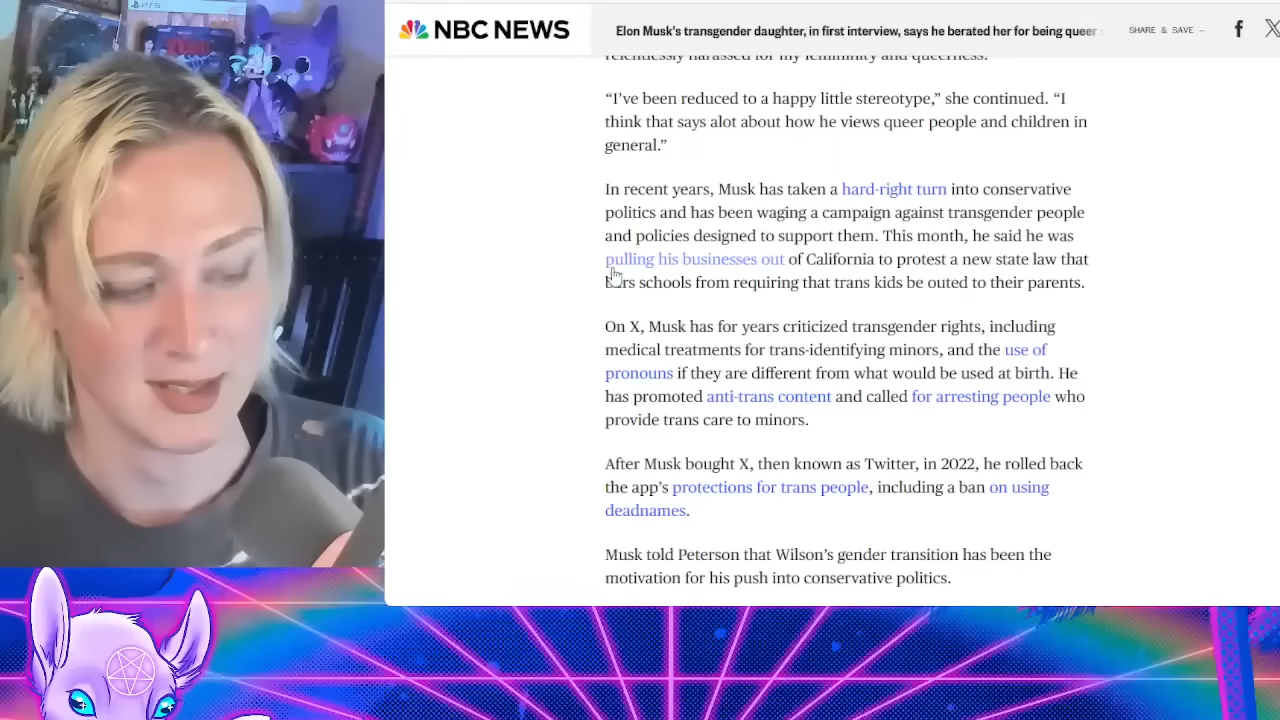 NBC NEWS
Elon Musk's transgender daughter, in first interview, says he berated her for being queer
SHARE & SAVE —
relentlessly harassed for my femininity and queerness.
“I’ve been reduced to a happy little stereotype,” she continued. “I
think that says alot about how he views queer people and children in
general.”
In recent years, Musk has taken a hard-right turn into conservative
politics and has been waging a campaign against transgender people
and policies designed to support them. This month, he said he was
pulling his businesses out of California to protest a new state law that
schools from requiring that trans kids be outed to their parents.
On X, Musk has for years criticized transgender rights, including
medical treatments for trans-identifying minors, and the use of
pronouns if they are different from what would be used at birth. He
has promoted anti-trans content and called for arresting people who
provide trans care to minors.
After Musk bought X, then known as Twitter, in 2022, he rolled back
the app’s protections for trans people, including a ban on using
deadnames.
Musk told Peterson that Wilson’s gender transition has been the
motivation for his push into conservative politics.